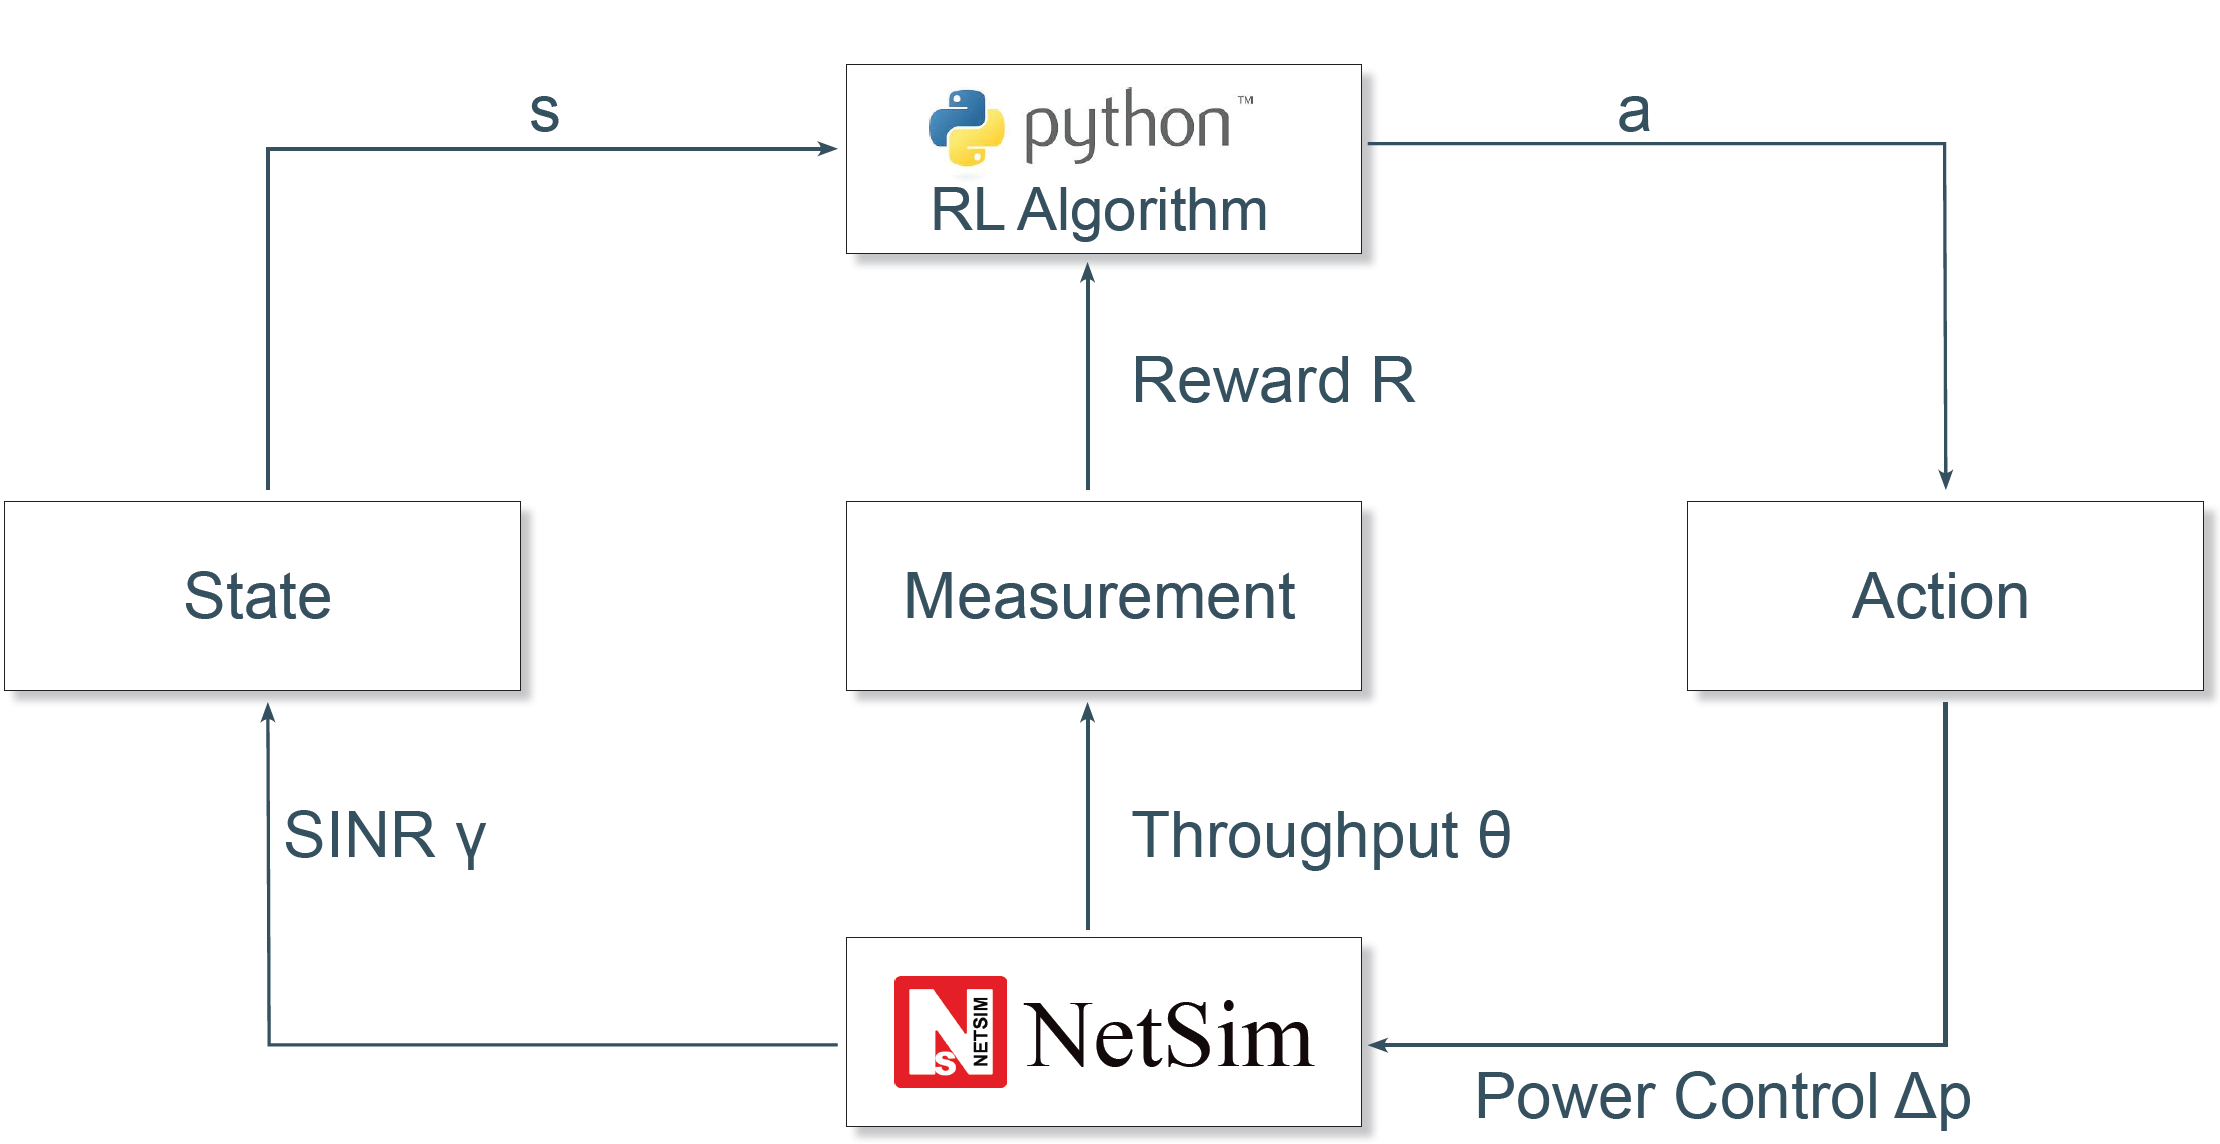 s
a
python™
RL Algorithm
Reward R
State
Measurement
Action
SINR γ
Throughput θ
N
s
NETSIM
NetSim
Power Control Δp